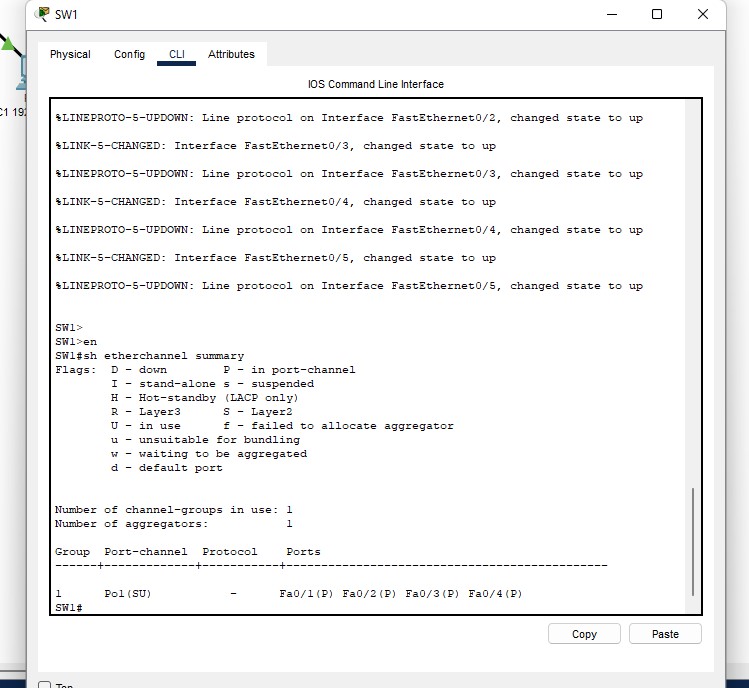 SW1
Physical Config CLI Attributes
IOS Command Line Interface
%LINEPROTO-5-UPDOWN: Line protocol on Interface FastEthernet0/2, changed state to up
%LINK-5-CHANGED: Interface FastEthernet0/3, changed state to up
%LINEPROTO-5-UPDOWN: Line protocol on Interface FastEthernet0/3, changed state to up
%LINK-5-CHANGED: Interface FastEthernet0/4, changed state to up
%LINEPROTO-5-UPDOWN: Line protocol on Interface FastEthernet0/4, changed state to up
%LINK-5-CHANGED: Interface FastEthernet0/5, changed state to up
%LINEPROTO-5-UPDOWN: Line protocol on Interface FastEthernet0/5, changed state to up
SW1>
SW1>en
SW1#sh etherchannel summary
Flags:  D - down        P - in port-channel
        I - stand-alone s - suspended
        H - Hot-standby (LACP only)
        R - Layer3      S - Layer2
        U - in use      f - failed to allocate aggregator
        u - unsuitable for bundling
        w - waiting to be aggregated
        d - default port
Number of channel-groups in use: 1
Number of aggregators:           1
Group  Port-channel  Protocol    Ports
------+-------------+-----------+----------------------------------------------
1      Po1(SU)           -      Fa0/1(P) Fa0/2(P) Fa0/3(P) Fa0/4(P)
SW1#
Copy Paste